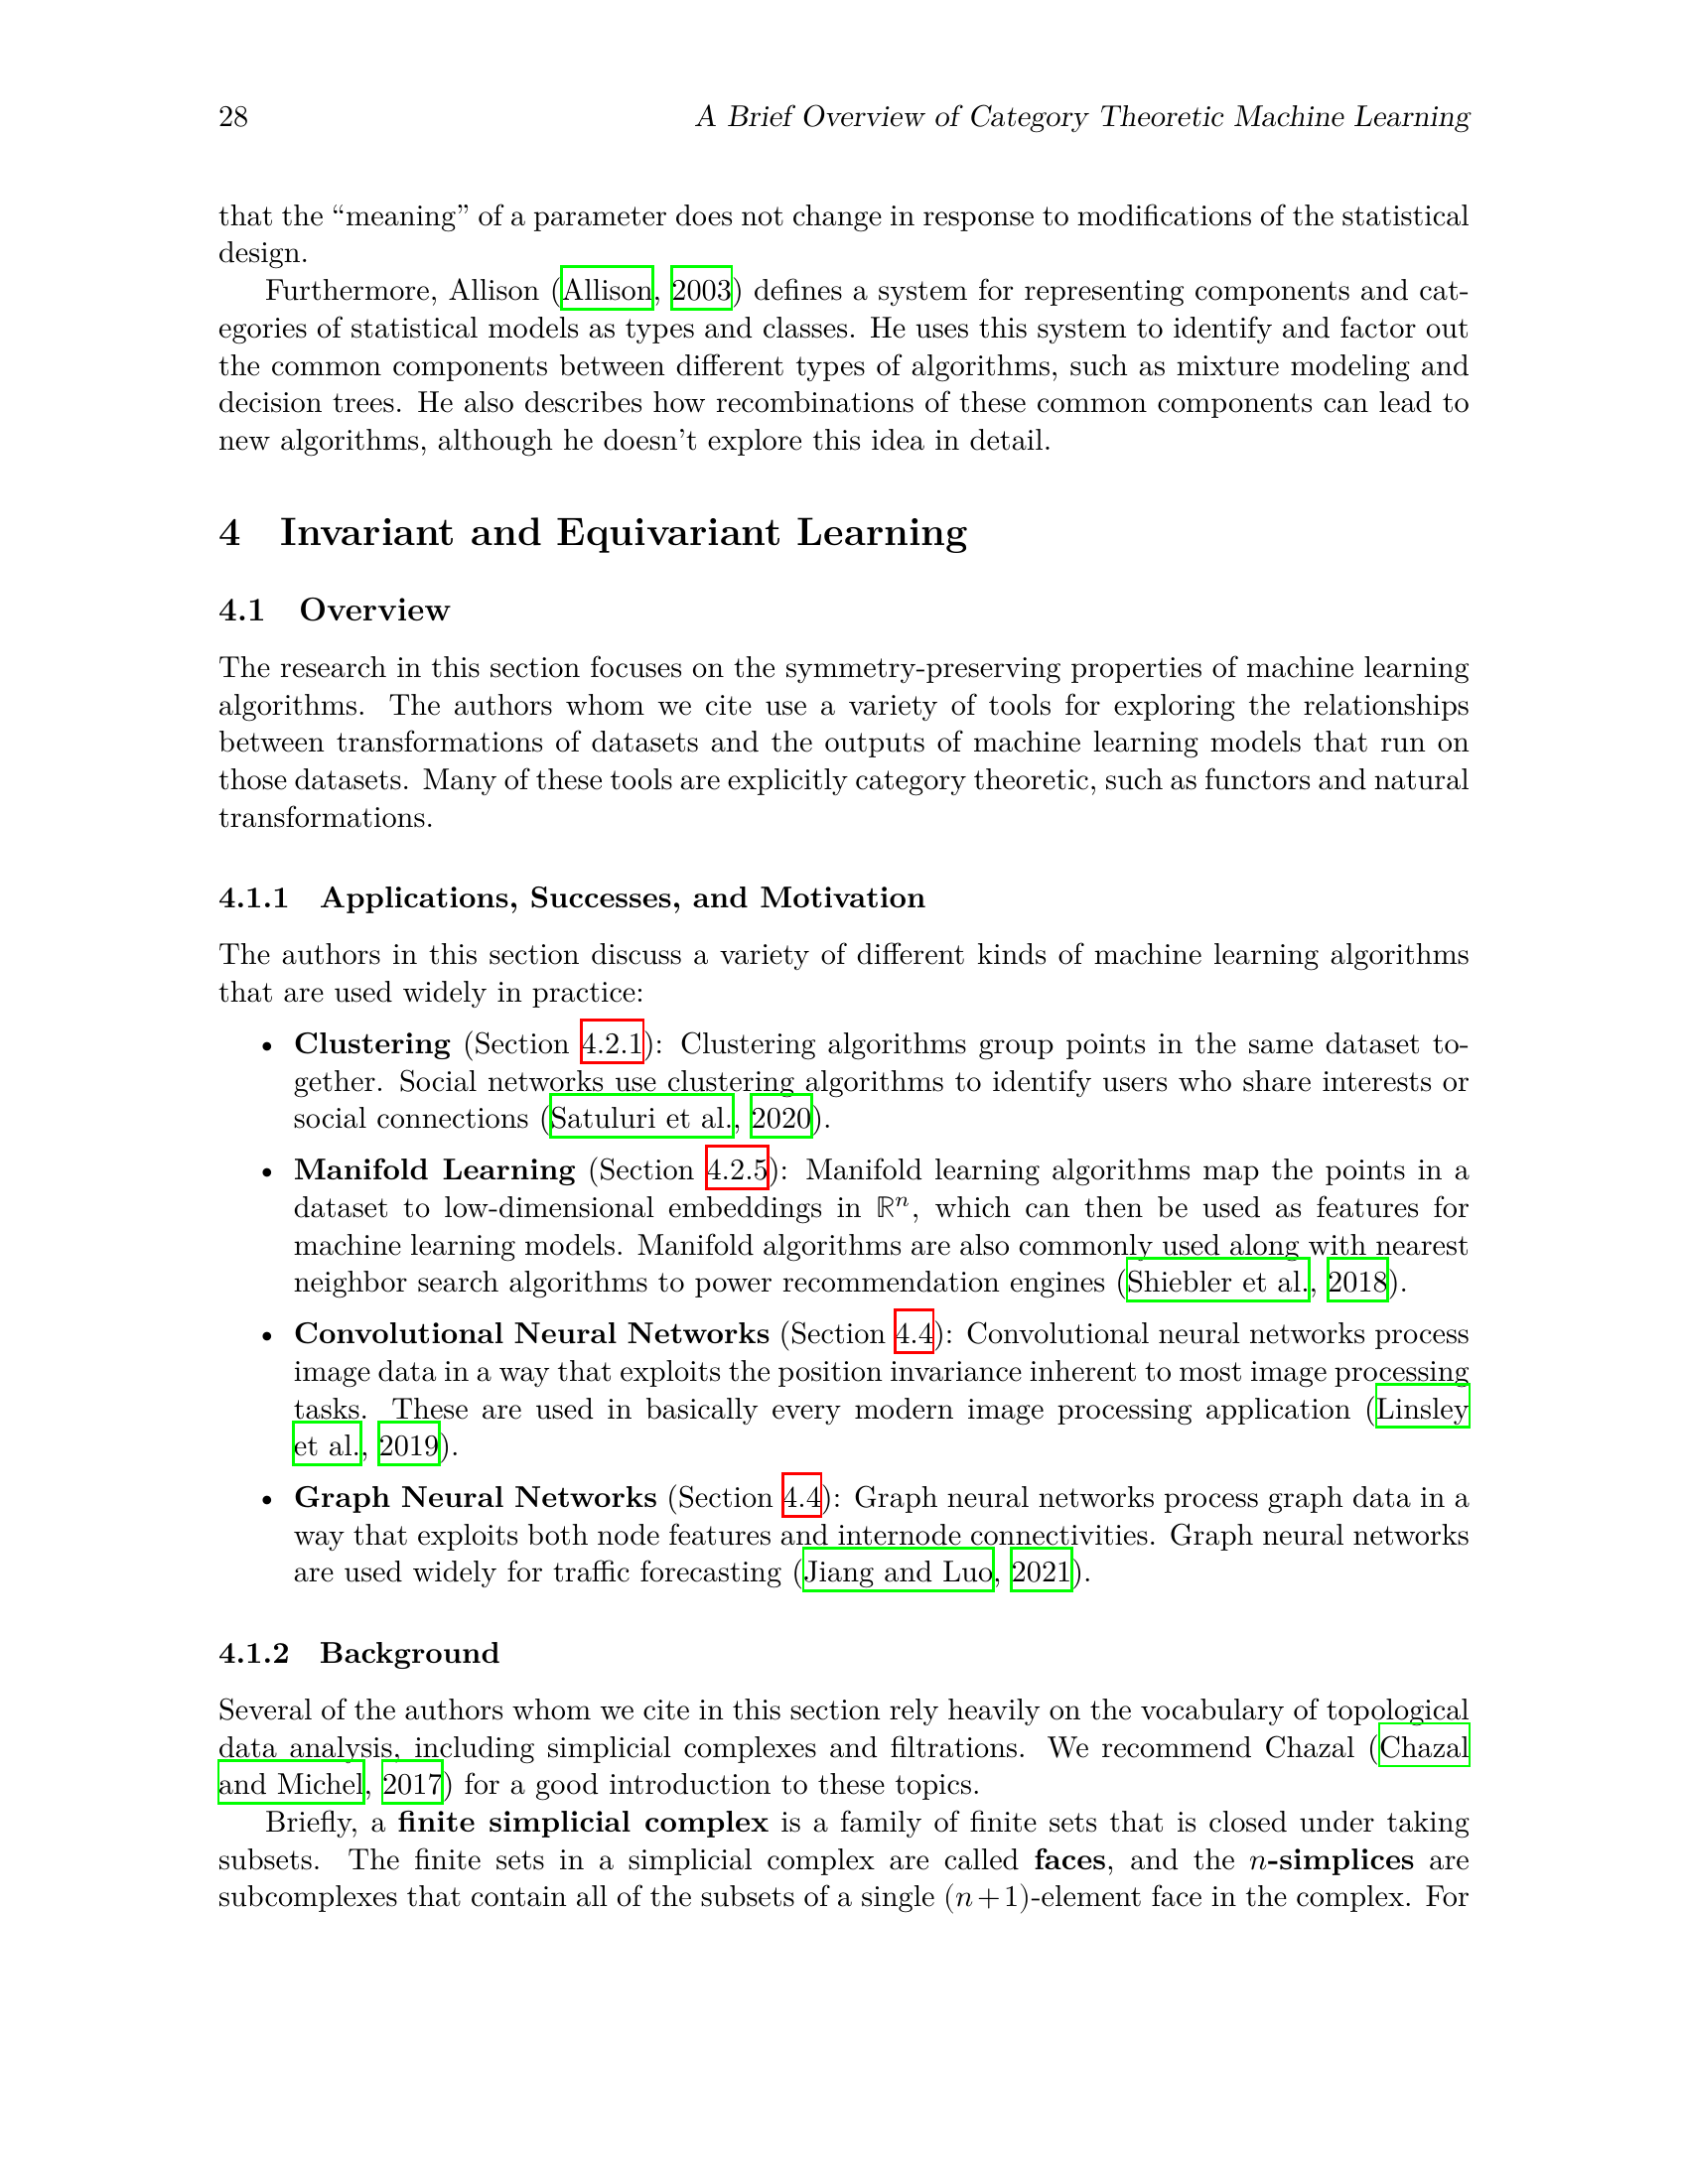 28 A Brief Overview of Category Theoretic Machine Learning
that the “meaning” of a parameter does not change in response to modifications of the statistical
design.
Furthermore, Allison (Allison, 2003) defines a system for representing components and cat-
egories of statistical models as types and classes. He uses this system to identify and factor out
the common components between different types of algorithms, such as mixture modeling and
decision trees. He also describes how recombinations of these common components can lead to
new algorithms, although he doesn’t explore this idea in detail.
4 Invariant and Equivariant Learning
4.1 Overview
The research in this section focuses on the symmetry-preserving properties of machine learning
algorithms. The authors whom we cite use a variety of tools for exploring the relationships
between transformations of datasets and the outputs of machine learning models that run on
those datasets. Many of these tools are explicitly category theoretic, such as functors and natural
transformations.
4.1.1 Applications, Successes, and Motivation
The authors in this section discuss a variety of different kinds of machine learning algorithms
that are used widely in practice:
• Clustering (Section 4.2.1): Clustering algorithms group points in the same dataset to-
gether. Social networks use clustering algorithms to identify users who share interests or
social connections (Satuluri et al., 2020).
• Manifold Learning (Section 4.2.5): Manifold learning algorithms map the points in a
dataset to low-dimensional embeddings in ℝⁿ, which can then be used as features for
machine learning models. Manifold algorithms are also commonly used along with nearest
neighbor search algorithms to power recommendation engines (Shiebler et al., 2018).
• Convolutional Neural Networks (Section 4.4): Convolutional neural networks process
image data in a way that exploits the position invariance inherent to most image processing
tasks. These are used in basically every modern image processing application (Linsley
et al., 2019).
• Graph Neural Networks (Section 4.4): Graph neural networks process graph data in a
way that exploits both node features and internode connectivities. Graph neural networks
are used widely for traffic forecasting (Jiang and Luo, 2021).
4.1.2 Background
Several of the authors whom we cite in this section rely heavily on the vocabulary of topological
data analysis, including simplicial complexes and filtrations. We recommend Chazal (Chazal
and Michel, 2017) for a good introduction to these topics.
Briefly, a finite simplicial complex is a family of finite sets that is closed under taking
subsets. The finite sets in a simplicial complex are called faces, and the n-simplices are
subcomplexes that contain all of the subsets of a single (n + 1)-element face in the complex. For